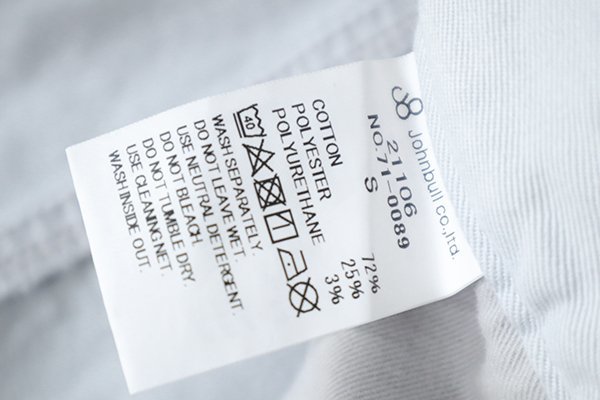 Johnbull co.,ltd.
21106
NO.71-0089
S
COTTON 72%
POLYESTER 25%
POLYURETHANE 3%
40
WASH SEPARATELY.
DO NOT LEAVE WET.
USE NEUTRAL DETERGENT.
DO NOT BLEACH.
DO NOT TUMBLE DRY.
USE CLEANING NET.
WASH INSIDE OUT.